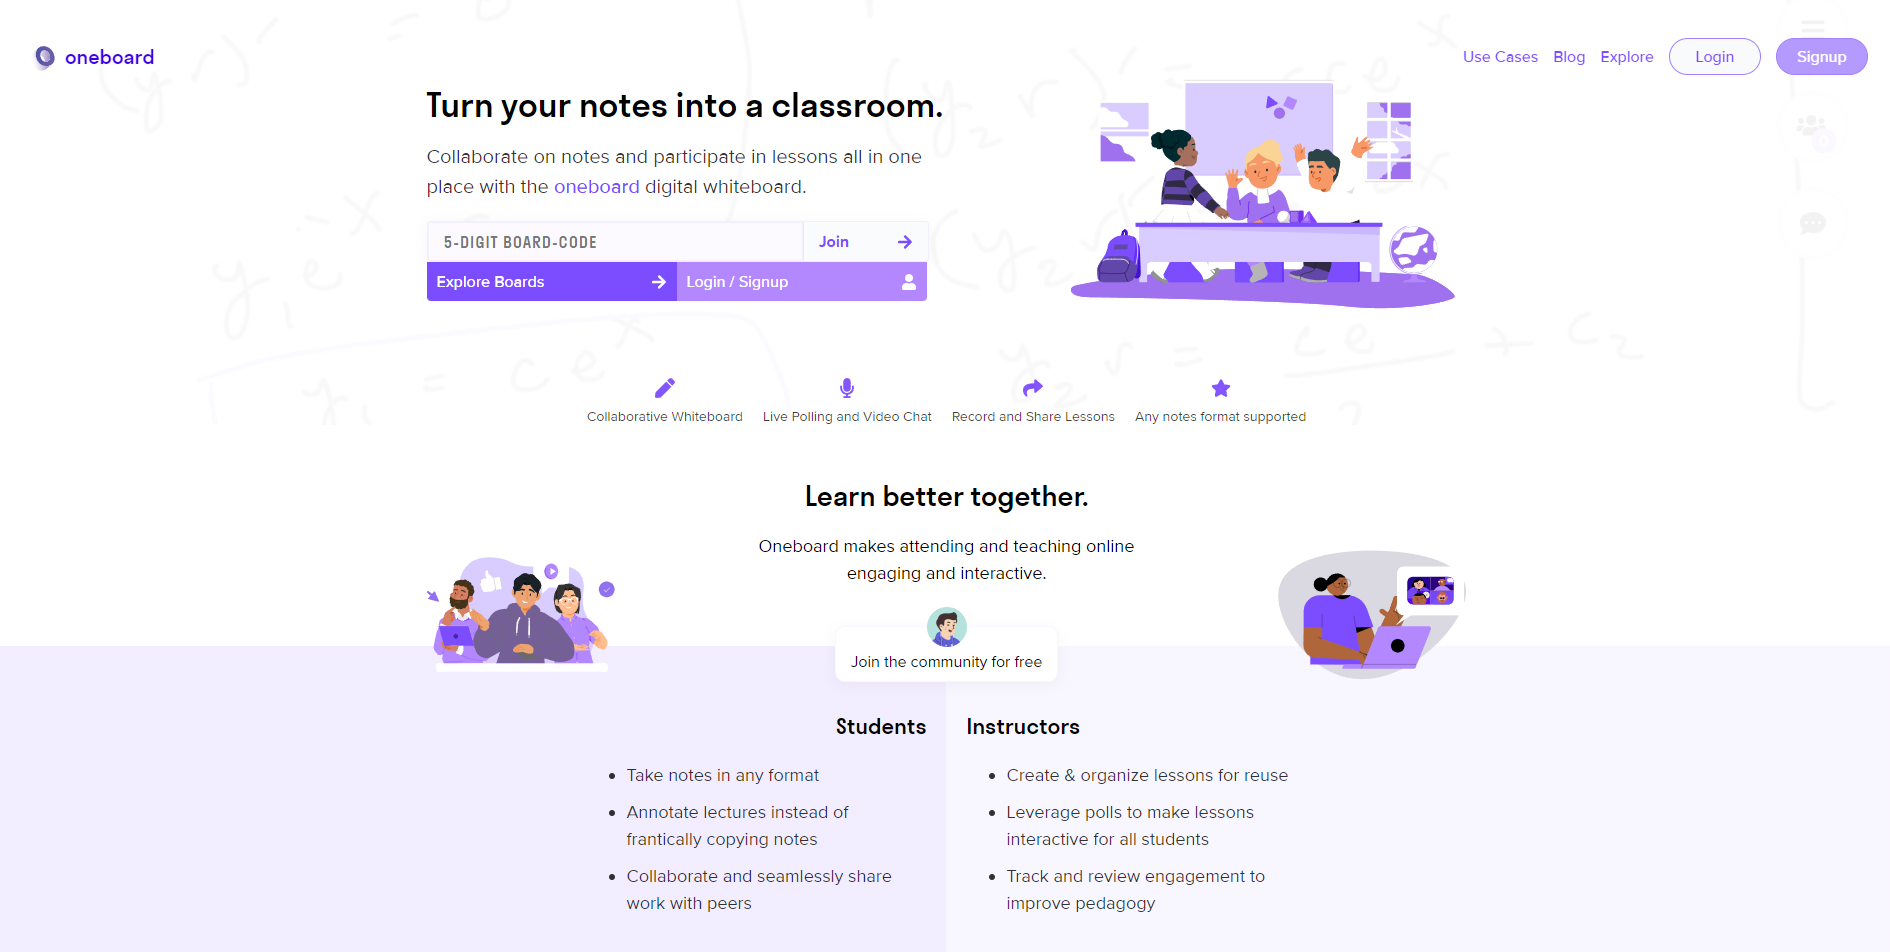 oneboard
Use Cases Blog Explore Login Signup
Turn your notes into a classroom.
Collaborate on notes and participate in lessons all in one
place with the oneboard digital whiteboard.
5-DIGIT BOARD-CODE
Join
Explore Boards
Login / Signup
Collaborative Whiteboard
Live Polling and Video Chat
Record and Share Lessons
Any notes format supported
Learn better together.
Oneboard makes attending and teaching online
engaging and interactive.
Join the community for free
Students
• Take notes in any format
• Annotate lectures instead of
frantically copying notes
• Collaborate and seamlessly share
work with peers
Instructors
• Create & organize lessons for reuse
• Leverage polls to make lessons
interactive for all students
• Track and review engagement to
improve pedagogy